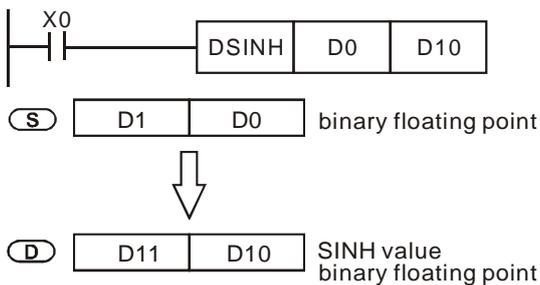 X0
DSINH D0 D10
S D1 D0 binary floating point
D D11 D10 SINH value
binary floating point